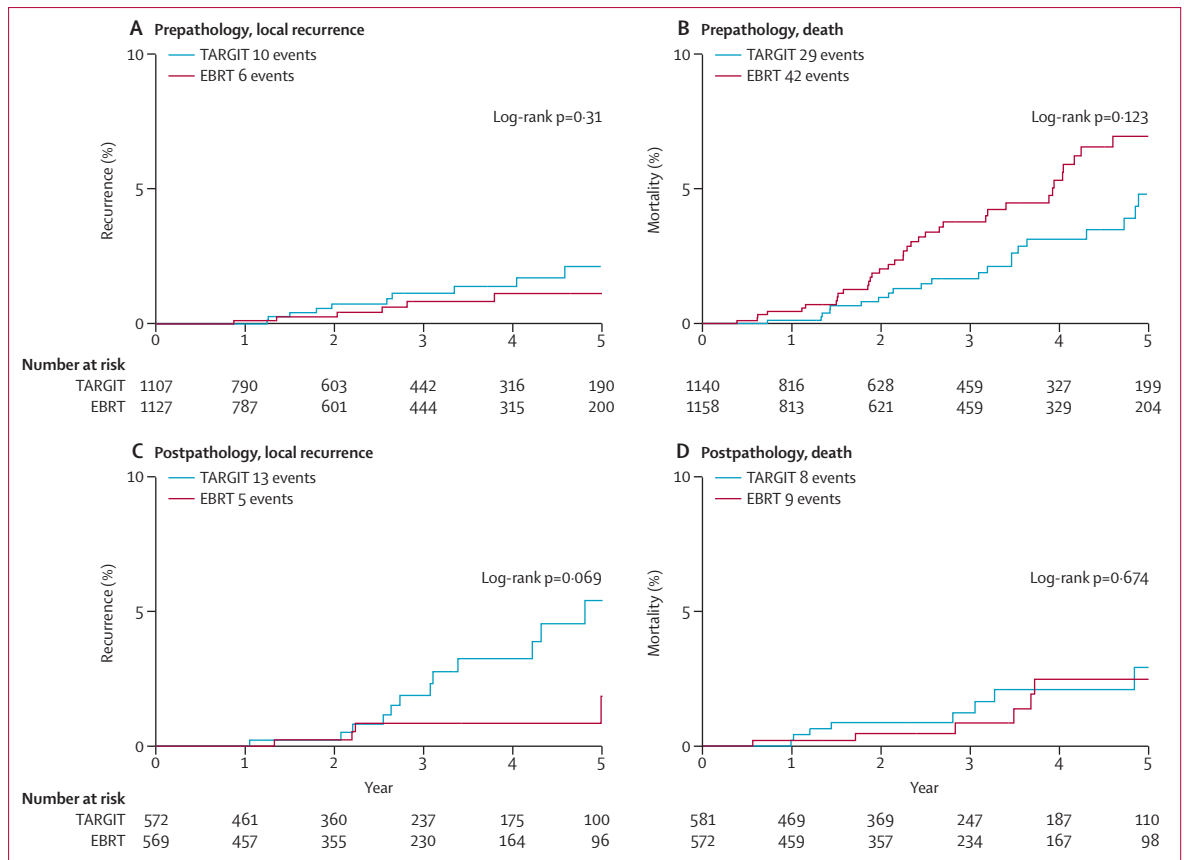 A Prepathology, local recurrence
TARGIT 10 events
EBRT 6 events
Log-rank p=0·31
Recurrence (%)
10
5
0
0 1 2 3 4 5
B Prepathology, death
TARGIT 29 events
EBRT 42 events
Log-rank p=0·123
Mortality (%)
10
5
0
0 1 2 3 4 5
Number at risk
TARGIT 1107 790 603 442 316 190 1140 816 628 459 327 199
EBRT 1127 787 601 444 315 200 1158 813 621 459 329 204
C Postpathology, local recurrence
TARGIT 13 events
EBRT 5 events
Log-rank p=0·069
Recurrence (%)
10
5
0
0 1 2 3 4 5
Year
D Postpathology, death
TARGIT 8 events
EBRT 9 events
Log-rank p=0·674
Mortality (%)
10
5
0
0 1 2 3 4 5
Year
Number at risk
TARGIT 572 461 360 237 175 100 581 469 369 247 187 110
EBRT 569 457 355 230 164 96 572 459 357 234 167 98